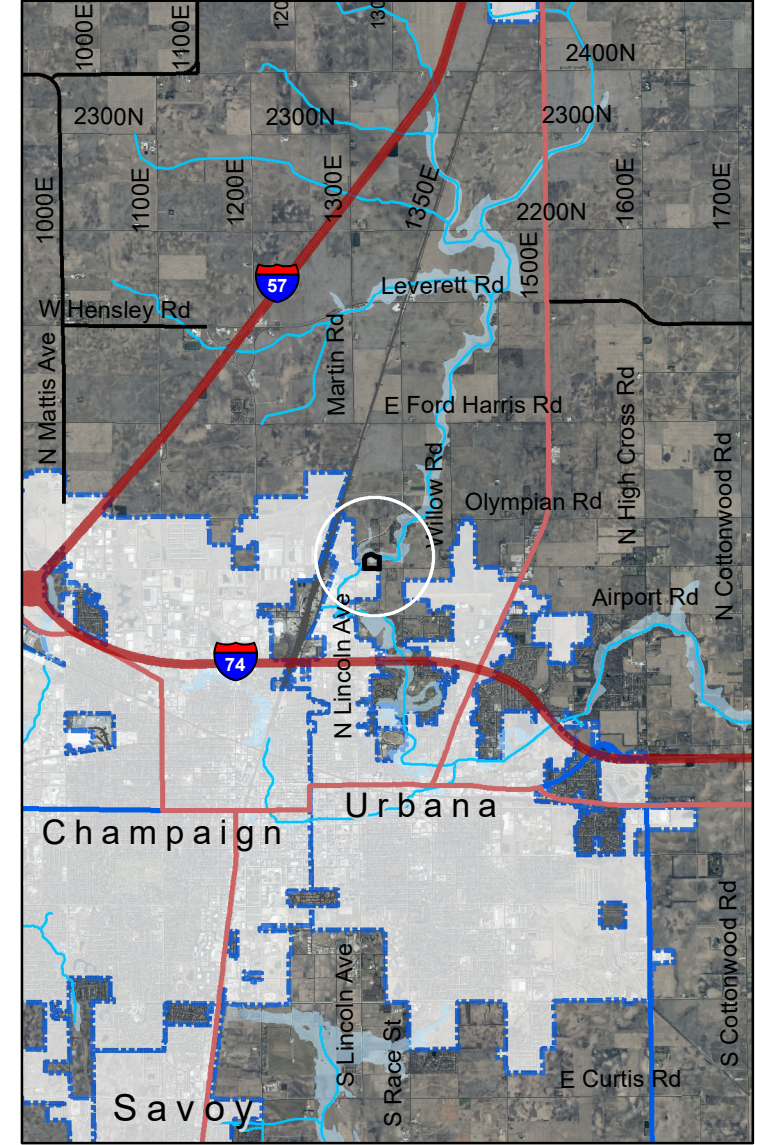 1000E
1100E
120
130
2400N
2300N
2300N
2300N
1000E
1100E
1200E
1300E
1350E
1600E
1700E
2200N
1500E
57
Leverett Rd
W Hensley Rd
N Mattis Ave
Martin Rd
E Ford Harris Rd
N High Cross Rd
N Cottonwood Rd
Willow Rd
Olympian Rd
Airport Rd
N Lincoln Ave
74
Urbana
Champaign
S Lincoln Ave
S Race St
S Cottonwood Rd
E Curtis Rd
Savoy